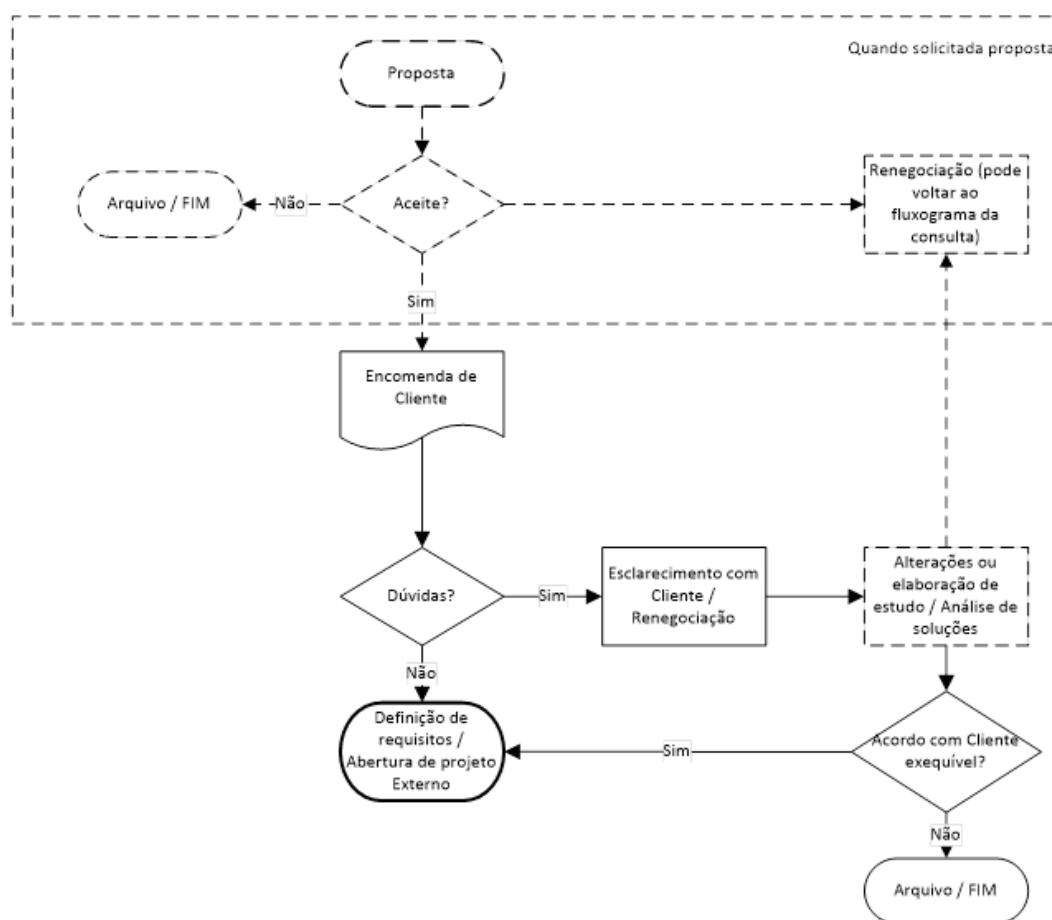 Quando solicitada proposta
Proposta
Arquivo / FIM
Não
Aceite?
Renegociação (pode
voltar ao
fluxograma da
consulta)
Sim
Encomenda de
Cliente
Dúvidas?
Sim
Esclarecimento com
Cliente /
Renegociação
Alterações ou
elaboração de
estudo / Análise de
soluções
Não
Definição de
requisitos /
Abertura de projeto
Externo
Sim
Acordo com Cliente
exequível?
Não
Arquivo / FIM